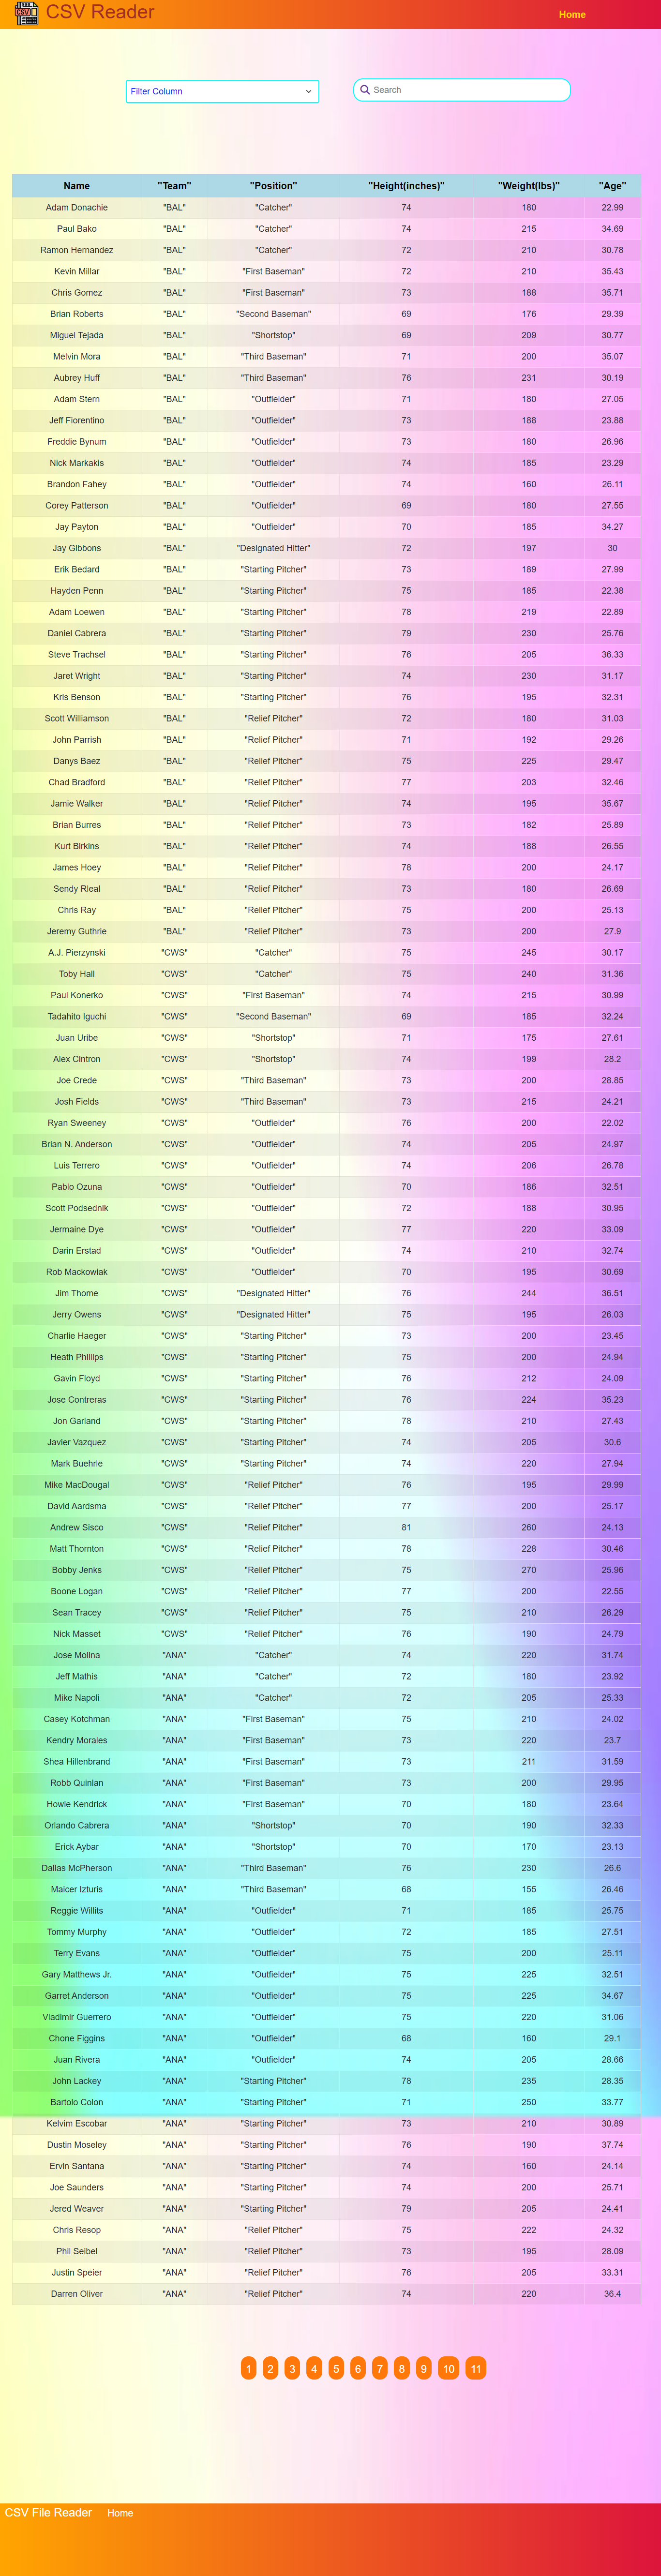 CSV Reader Home
Filter Column Search
Name "Team" "Position" "Height(inches)" "Weight(lbs)" "Age"
Adam Donachie "BAL" "Catcher" 74 180 22.99
Paul Bako "BAL" "Catcher" 74 215 34.69
Ramon Hernandez "BAL" "Catcher" 72 210 30.78
Kevin Millar "BAL" "First Baseman" 72 210 35.43
Chris Gomez "BAL" "First Baseman" 73 188 35.71
Brian Roberts "BAL" "Second Baseman" 69 176 29.39
Miguel Tejada "BAL" "Shortstop" 69 209 30.77
Melvin Mora "BAL" "Third Baseman" 71 200 35.07
Aubrey Huff "BAL" "Third Baseman" 76 231 30.19
Adam Stern "BAL" "Outfielder" 71 180 27.05
Jeff Fiorentino "BAL" "Outfielder" 73 188 23.88
Freddie Bynum "BAL" "Outfielder" 73 180 26.96
Nick Markakis "BAL" "Outfielder" 74 185 23.29
Brandon Fahey "BAL" "Outfielder" 74 160 26.11
Corey Patterson "BAL" "Outfielder" 69 180 27.55
Jay Payton "BAL" "Outfielder" 70 185 34.27
Jay Gibbons "BAL" "Designated Hitter" 72 197 30
Erik Bedard "BAL" "Starting Pitcher" 73 189 27.99
Hayden Penn "BAL" "Starting Pitcher" 75 185 22.38
Adam Loewen "BAL" "Starting Pitcher" 78 219 22.89
Daniel Cabrera "BAL" "Starting Pitcher" 79 230 25.76
Steve Trachsel "BAL" "Starting Pitcher" 76 205 36.33
Jaret Wright "BAL" "Starting Pitcher" 74 230 31.17
Kris Benson "BAL" "Starting Pitcher" 76 195 32.31
Scott Williamson "BAL" "Relief Pitcher" 72 180 31.03
John Parrish "BAL" "Relief Pitcher" 71 192 29.26
Danys Baez "BAL" "Relief Pitcher" 75 225 29.47
Chad Bradford "BAL" "Relief Pitcher" 77 203 32.46
Jamie Walker "BAL" "Relief Pitcher" 74 195 35.67
Brian Burres "BAL" "Relief Pitcher" 73 182 25.89
Kurt Birkins "BAL" "Relief Pitcher" 74 188 26.55
James Hoey "BAL" "Relief Pitcher" 78 200 24.17
Sendy Rleal "BAL" "Relief Pitcher" 73 180 26.69
Chris Ray "BAL" "Relief Pitcher" 75 200 25.13
Jeremy Guthrie "BAL" "Relief Pitcher" 73 200 27.9
A.J. Pierzynski "CWS" "Catcher" 75 245 30.17
Toby Hall "CWS" "Catcher" 75 240 31.36
Paul Konerko "CWS" "First Baseman" 74 215 30.99
Tadahito Iguchi "CWS" "Second Baseman" 69 185 32.24
Juan Uribe "CWS" "Shortstop" 71 175 27.61
Alex Cintron "CWS" "Shortstop" 74 199 28.2
Joe Crede "CWS" "Third Baseman" 73 200 28.85
Josh Fields "CWS" "Third Baseman" 73 215 24.21
Ryan Sweeney "CWS" "Outfielder" 76 200 22.02
Brian N. Anderson "CWS" "Outfielder" 74 205 24.97
Luis Terrero "CWS" "Outfielder" 74 206 26.78
Pablo Ozuna "CWS" "Outfielder" 70 186 32.51
Scott Podsednik "CWS" "Outfielder" 72 188 30.95
Jermaine Dye "CWS" "Outfielder" 77 220 33.09
Darin Erstad "CWS" "Outfielder" 74 210 32.74
Rob Mackowiak "CWS" "Outfielder" 70 195 30.69
Jim Thome "CWS" "Designated Hitter" 76 244 36.51
Jerry Owens "CWS" "Designated Hitter" 75 195 26.03
Charlie Haeger "CWS" "Starting Pitcher" 73 200 23.45
Heath Phillips "CWS" "Starting Pitcher" 75 200 24.94
Gavin Floyd "CWS" "Starting Pitcher" 76 212 24.09
Jose Contreras "CWS" "Starting Pitcher" 76 224 35.23
Jon Garland "CWS" "Starting Pitcher" 78 210 27.43
Javier Vazquez "CWS" "Starting Pitcher" 74 205 30.6
Mark Buehrle "CWS" "Starting Pitcher" 74 220 27.94
Mike MacDougal "CWS" "Relief Pitcher" 76 195 29.99
David Aardsma "CWS" "Relief Pitcher" 77 200 25.17
Andrew Sisco "CWS" "Relief Pitcher" 81 260 24.13
Matt Thornton "CWS" "Relief Pitcher" 78 228 30.46
Bobby Jenks "CWS" "Relief Pitcher" 75 270 25.96
Boone Logan "CWS" "Relief Pitcher" 77 200 22.55
Sean Tracey "CWS" "Relief Pitcher" 75 210 26.29
Nick Masset "CWS" "Relief Pitcher" 76 190 24.79
Jose Molina "ANA" "Catcher" 74 220 31.74
Jeff Mathis "ANA" "Catcher" 72 180 23.92
Mike Napoli "ANA" "Catcher" 72 205 25.33
Casey Kotchman "ANA" "First Baseman" 75 210 24.02
Kendry Morales "ANA" "First Baseman" 73 220 23.7
Shea Hillenbrand "ANA" "First Baseman" 73 211 31.59
Robb Quinlan "ANA" "First Baseman" 73 200 29.95
Howie Kendrick "ANA" "First Baseman" 70 180 23.64
Orlando Cabrera "ANA" "Shortstop" 70 190 32.33
Erick Aybar "ANA" "Shortstop" 70 170 23.13
Dallas McPherson "ANA" "Third Baseman" 76 230 26.6
Maicer Izturis "ANA" "Third Baseman" 68 155 26.46
Reggie Willits "ANA" "Outfielder" 71 185 25.75
Tommy Murphy "ANA" "Outfielder" 72 185 27.51
Terry Evans "ANA" "Outfielder" 75 200 25.11
Gary Matthews Jr. "ANA" "Outfielder" 75 225 32.51
Garret Anderson "ANA" "Outfielder" 75 225 34.67
Vladimir Guerrero "ANA" "Outfielder" 75 220 31.06
Chone Figgins "ANA" "Outfielder" 68 160 29.1
Juan Rivera "ANA" "Outfielder" 74 205 28.66
John Lackey "ANA" "Starting Pitcher" 78 235 28.35
Bartolo Colon "ANA" "Starting Pitcher" 71 250 33.77
Kelvim Escobar "ANA" "Starting Pitcher" 73 210 30.89
Dustin Moseley "ANA" "Starting Pitcher" 76 190 37.74
Ervin Santana "ANA" "Starting Pitcher" 74 160 24.14
Joe Saunders "ANA" "Starting Pitcher" 74 200 25.71
Jered Weaver "ANA" "Starting Pitcher" 79 205 24.41
Chris Resop "ANA" "Relief Pitcher" 75 222 24.32
Phil Seibel "ANA" "Relief Pitcher" 73 195 28.09
Justin Speier "ANA" "Relief Pitcher" 76 205 33.31
Darren Oliver "ANA" "Relief Pitcher" 74 220 36.4
1 2 3 4 5 6 7 8 9 10 11
CSV File Reader Home